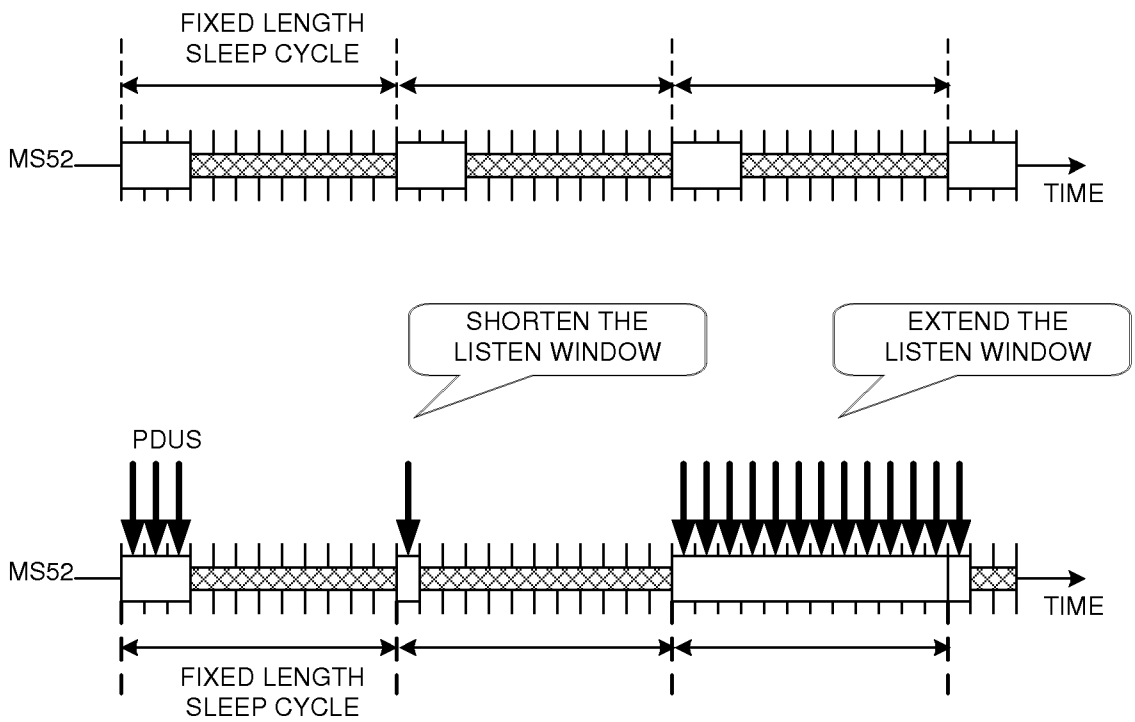 FIXED LENGTH
SLEEP CYCLE
MS52
TIME
SHORTEN THE
LISTEN WINDOW
EXTEND THE
LISTEN WINDOW
PDUS
MS52
TIME
FIXED LENGTH
SLEEP CYCLE